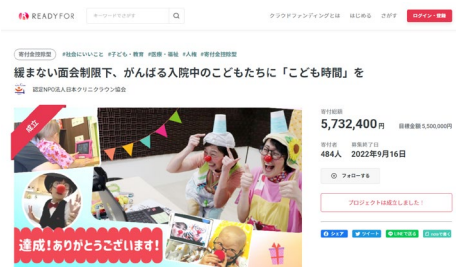 READYFOR
キーワードでさがす
クラウドファンディングとは
はじめる
さがす
ログイン・登録
寄付金控除型
#社会にいいこと #子ども・教育 #医療・福祉 #人権 #寄付金控除型
緩まない面会制限下、がんばる入院中のこどもたちに「こども時間」を
認定NPO法人日本クリニクラウン協会
成立
達成!ありがとうございます!
寄付総額
5,732,400円
目標金額 5,500,000円
寄付者
募集終了日
484人
2022年9月16日
フォローする
プロジェクトは成立しました!
シェア
ツイート
LINEで送る
noteで書く